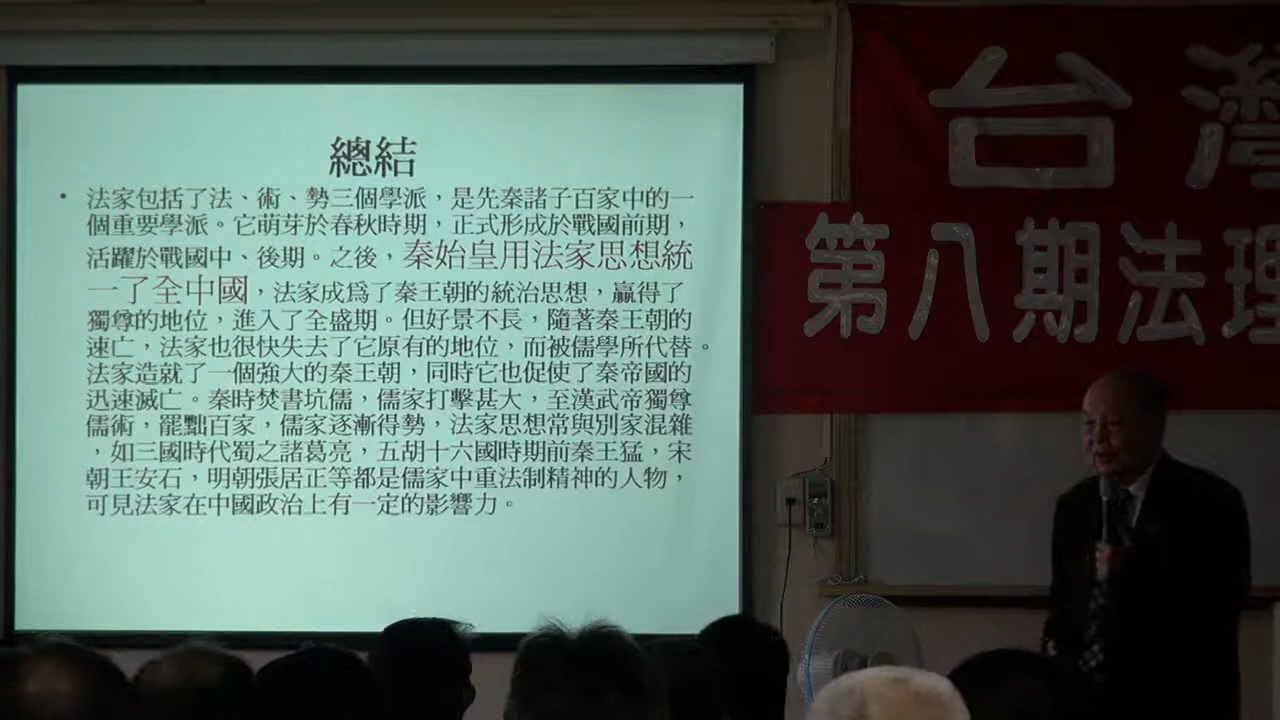 總結
• 法家包括了法、術、勢三個學派，是先秦諸子百家中的一
個重要學派。它萌芽於春秋時期，正式形成於戰國前期，
活躍於戰國中、後期。之後，秦始皇用法家思想統
一了全中國，法家成為了秦王朝的統治思想，贏得了
獨尊的地位，進入了全盛期。但好景不長，隨著秦王朝的
速亡，法家也很快失去了它原有的地位，而被儒學所代替。
法家造就了一個強大的秦王朝，同時它也促使了秦帝國的
迅速滅亡。秦時焚書坑儒，儒家打擊甚大，至漢武帝獨尊
儒術，罷黜百家，儒家逐漸得勢，法家思想常與別家混雜
，如三國時代蜀之諸葛亮，五胡十六國時期前秦王猛，宋
朝王安石，明朝張居正等都是儒家中重法制精神的人物，
可見法家在中國政治上有一定的影響力。
台灣
第八期法理